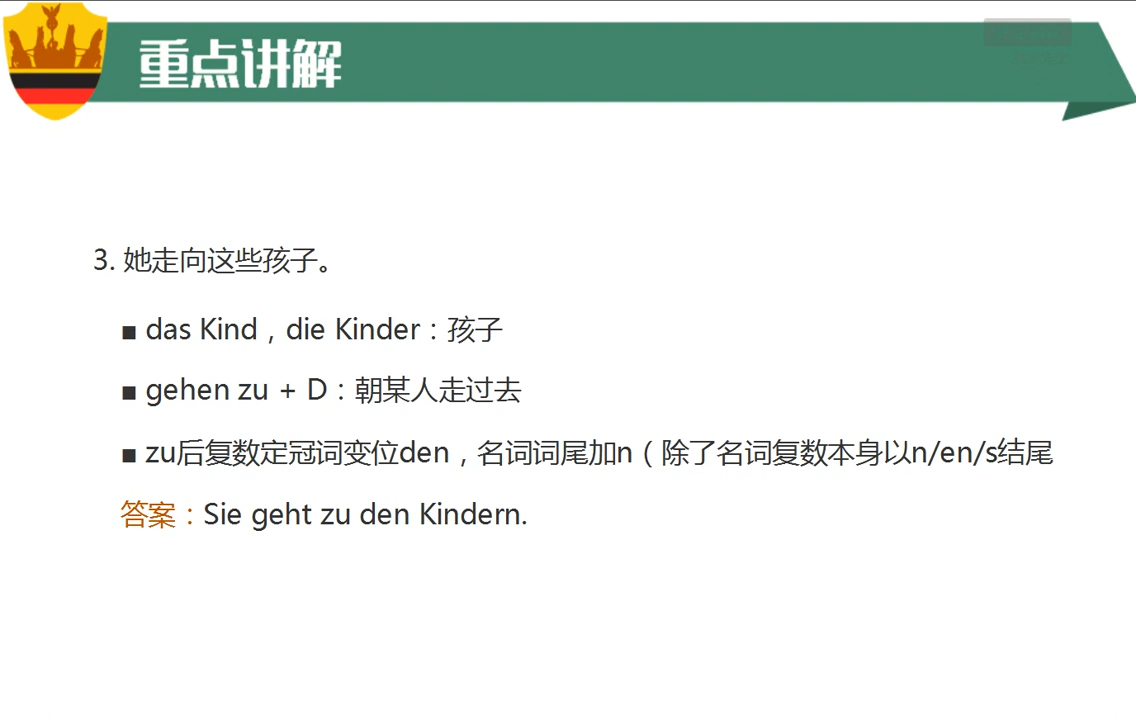 重点讲解
3. 她走向这些孩子。
■ das Kind，die Kinder：孩子
■ gehen zu + D：朝某人走过去
■ zu后复数定冠词变位den，名词词尾加n（除了名词复数本身以n/en/s结尾
答案：Sie geht zu den Kindern.